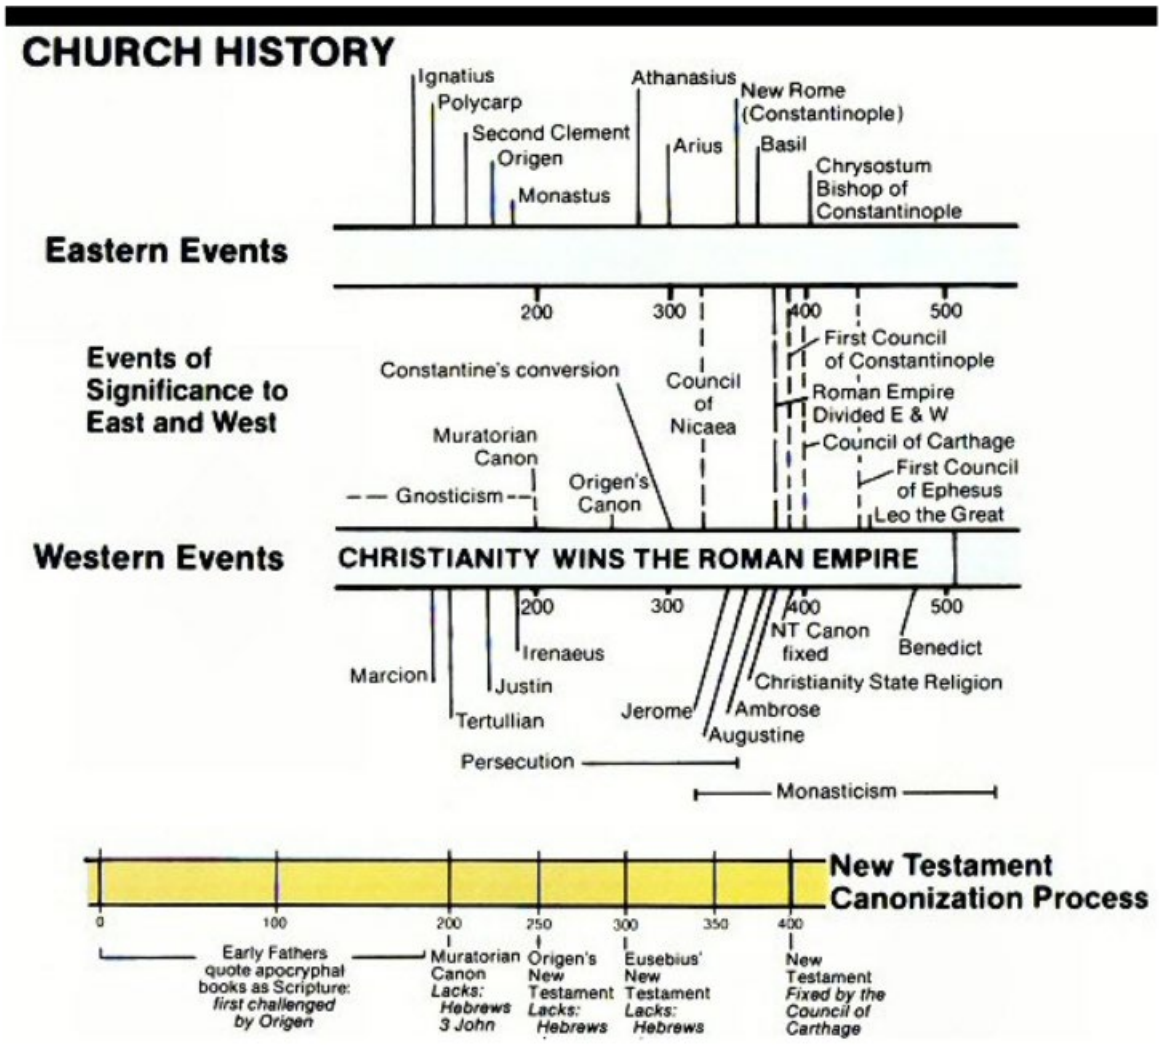 CHURCH HISTORY
Ignatius
Polycarp
Second Clement
Origen
Monastus
Athanasius
New Rome
(Constantinople)
Arius
Basil
Chrysostum
Bishop of
Constantinople
Eastern Events
200
300
400
500
Events of
Significance to
East and West
Constantine's conversion
Council
of
Nicaea
First Council
of Constantinople
Roman Empire
Divided E & W
Council of Carthage
First Council
of Ephesus
Leo the Great
Muratorian
Canon
Gnosticism
Origen's
Canon
Western Events
CHRISTIANITY WINS THE ROMAN EMPIRE
200
300
400
500
Marcion
Tertullian
Justin
Irenaeus
Jerome
Augustine
Ambrose
Christianity State Religion
NT Canon
fixed
Benedict
Persecution
Monasticism
New Testament
Canonization Process
0
100
200
250
300
350
400
Early Fathers
quote apocryphal
books as Scripture:
first challenged
by Origen
Muratorian
Canon
Lacks:
Hebrews
3 John
Origen's
New
Testament
Lacks:
Hebrews
Eusebius'
New
Testament
Lacks:
Hebrews
New
Testament
Fixed by the
Council of
Carthage